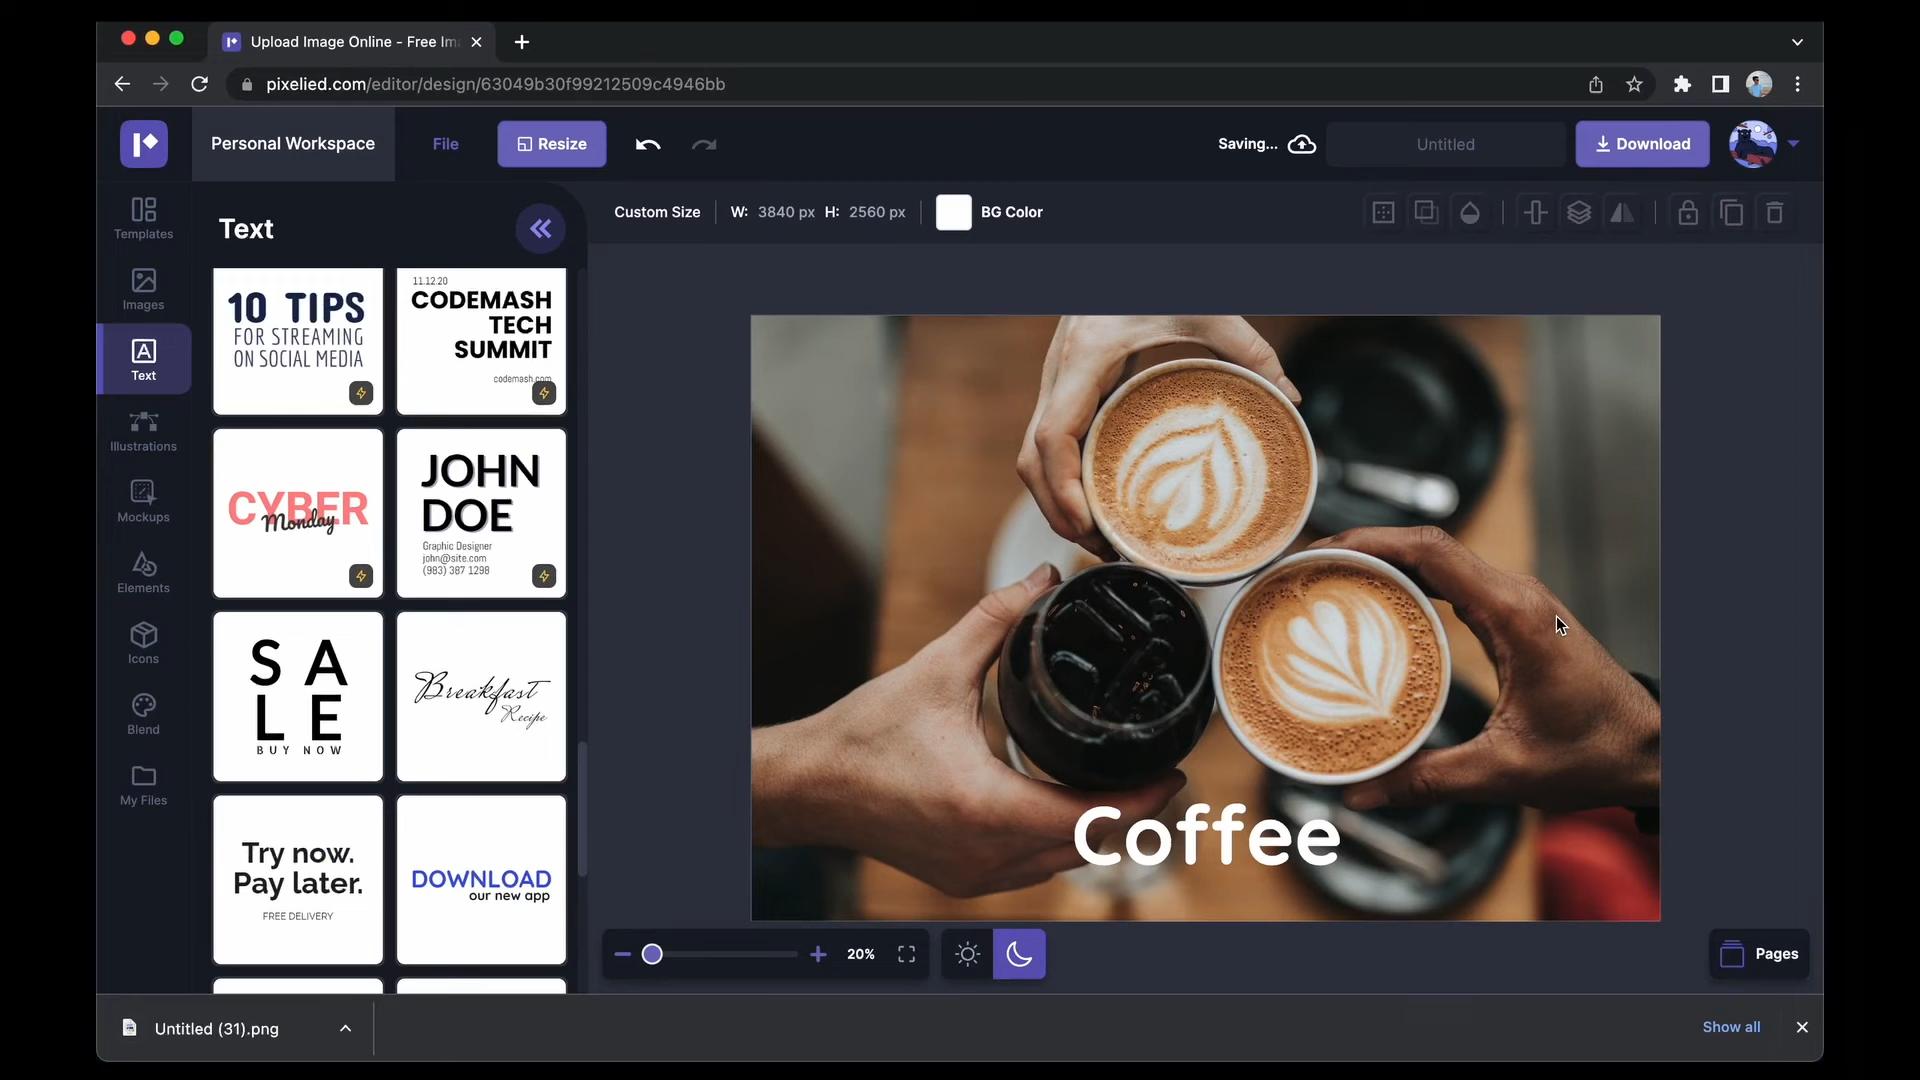 Upload Image Online - Free Im
pixelied.com/editor/design/63049b30f99212509c4946bb
Personal Workspace
File
Resize
Saving...
Untitled
Download
Templates
Images
Text
Illustrations
Mockups
Elements
Icons
Blend
My Files
Text
10 TIPS
FOR STREAMING
ON SOCIAL MEDIA
11.12.20
CODEMASH
TECH
SUMMIT
codemash.com
CYBER
Monday
JOHN
DOE
Graphic Designer
john@site.com
(983) 387 1298
S A
L E
BUY NOW
Breakfast
Recipe
Try now.
Pay later.
FREE DELIVERY
DOWNLOAD
our new app
Custom Size
W: 3840 px H: 2560 px
BG Color
Coffee
20%
Pages
Untitled (31).png
Show all